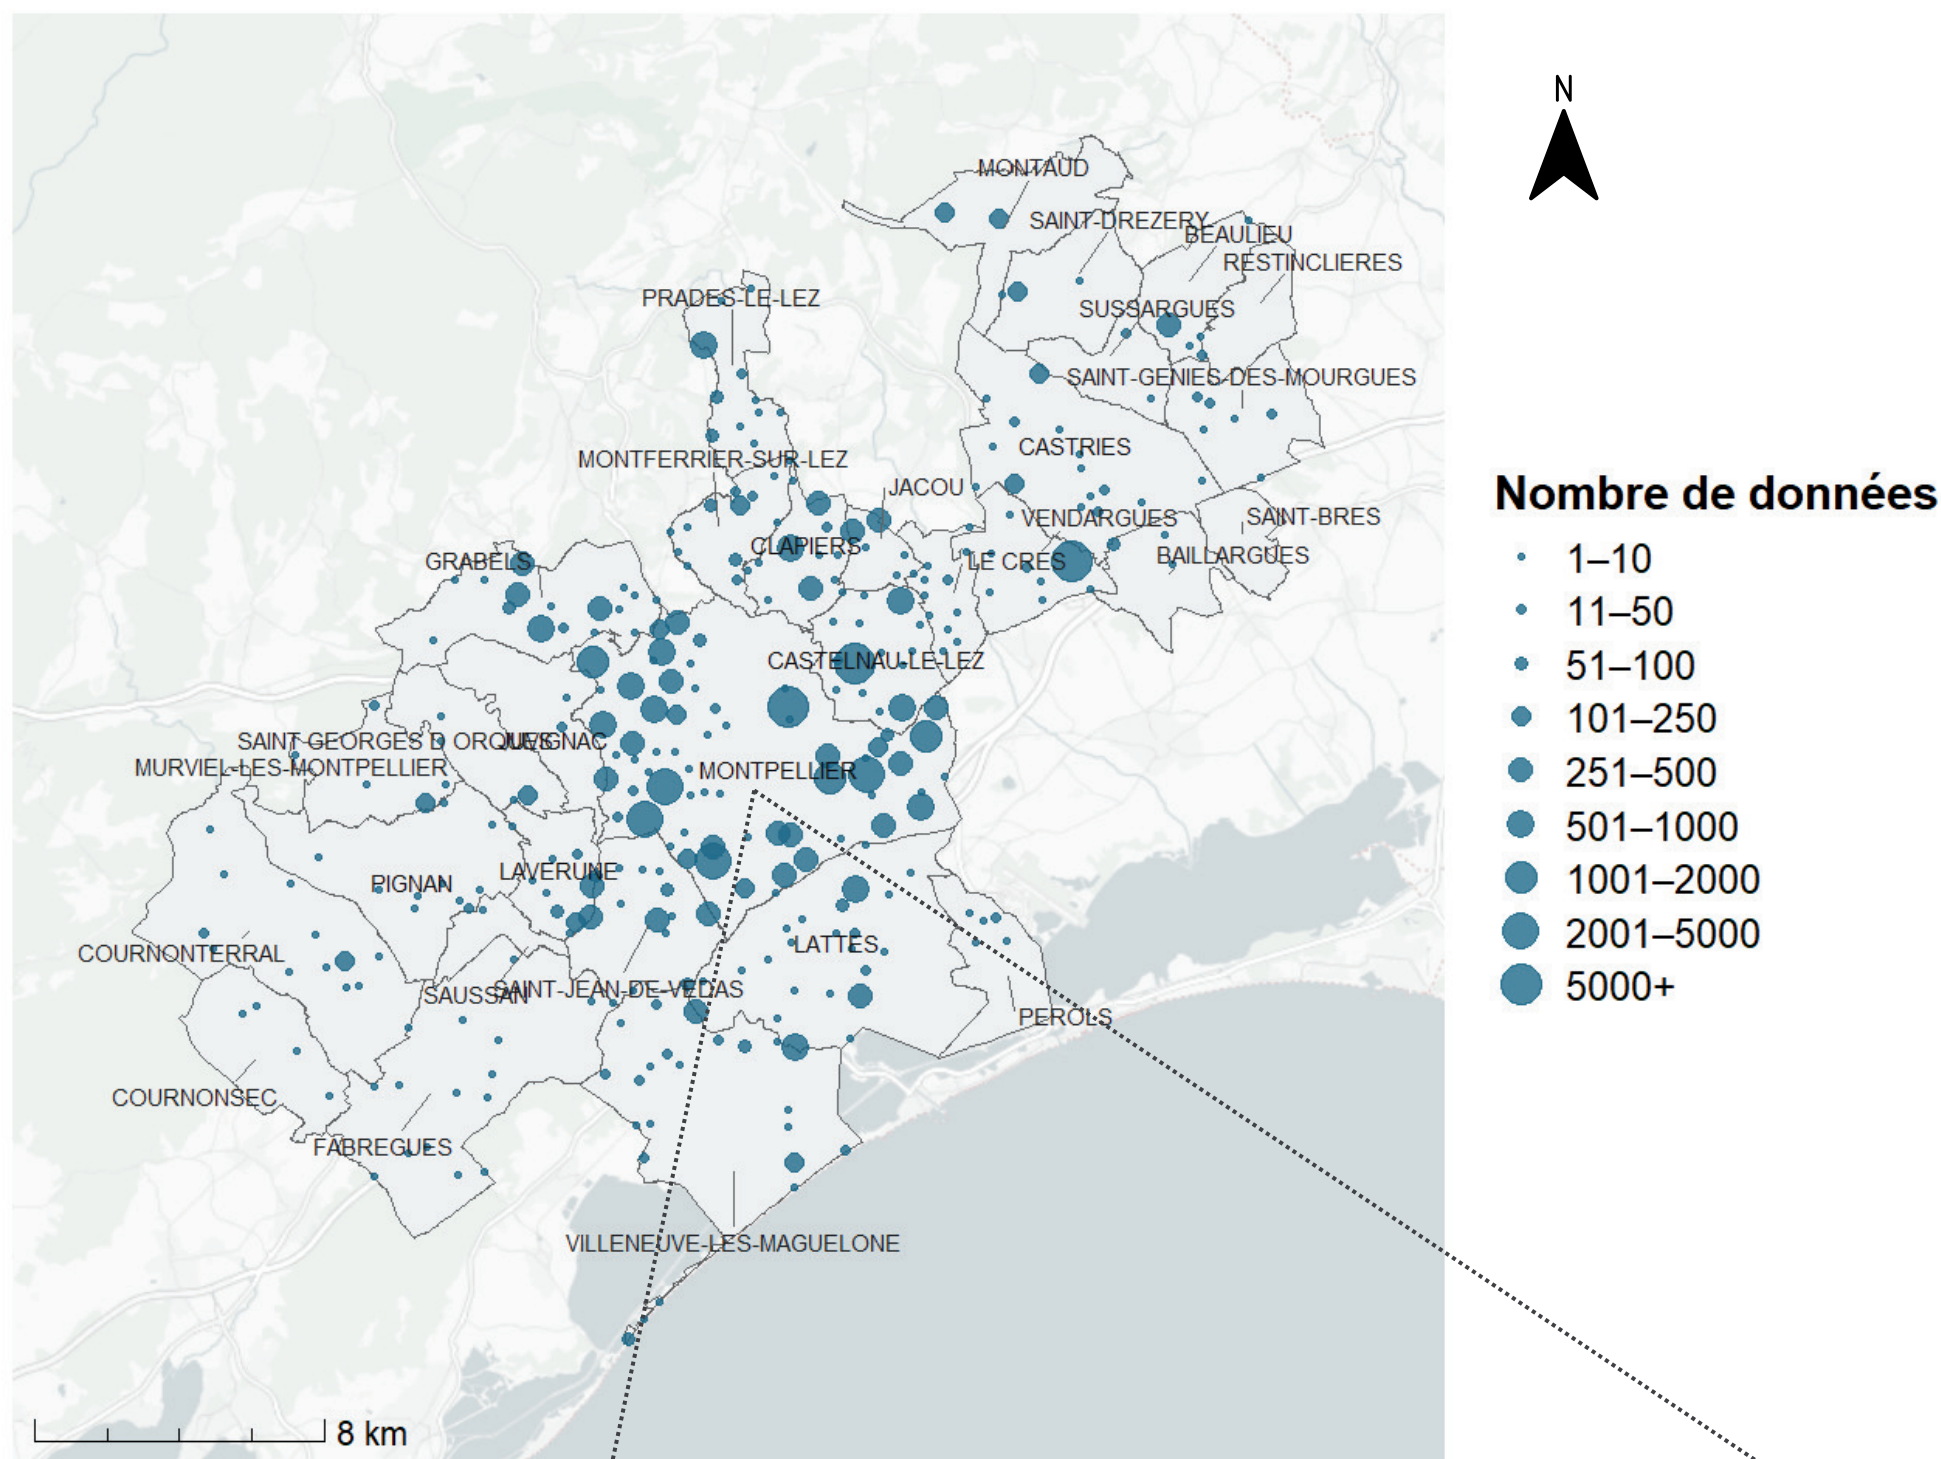 N
MONTAUD
SAINT-DREZERY
BEAULIEU
RESTINCLIERES
PRADES-LE-LEZ
SUSSARGUES
SAINT-GENIES-DES-MOURGUES
CASTRIES
MONTFERRIER-SUR-LEZ
JACOU
VENDARGUES
SAINT-BRES
CLAPIERS
GRABELS
LE CRES
BAILLARGUES
CASTELNAU-LE-LEZ
SAINT-GEORGES D ORQUES
JUVIGNAC
MURVIEL-LES-MONTPELLIER
MONTPELLIER
LAVERUNE
PIGNAN
COURNONTERRAL
LATTES
SAUSSAN
SAINT-JEAN-DE-VEDAS
PEROLS
COURNONSEC
FABREGUES
VILLENEUVE-LES-MAGUELONE
8 km
Nombre de données
1–10
11–50
51–100
101–250
251–500
501–1000
1001–2000
2001–5000
5000+